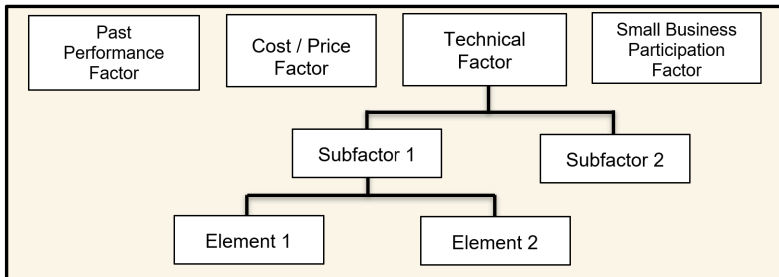 Past
Performance
Factor
Cost / Price
Factor
Technical
Factor
Small Business
Participation
Factor
Subfactor 1
Subfactor 2
Element 1
Element 2